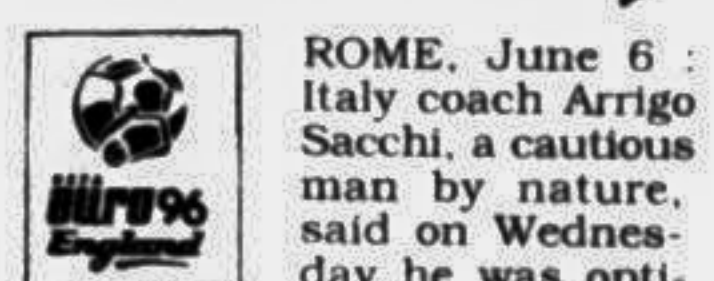 Euro96
England
ROME, June 6 :
Italy coach Arrigo
Sacchi, a cautious
man by nature,
said on Wednes-
day he was opti-